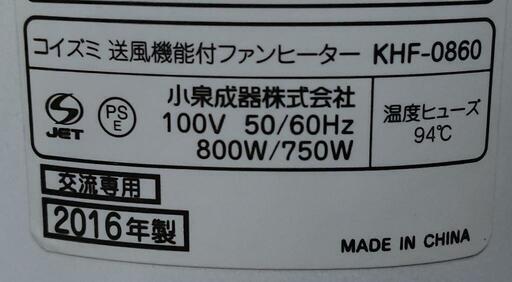 コイズミ 送風機能付ファンヒーター KHF-0860
JET
PS
E
小泉成器株式会社
100V 50/60Hz
800W/750W
温度ヒューズ
94℃
交流専用
2016年製
MADE IN CHINA